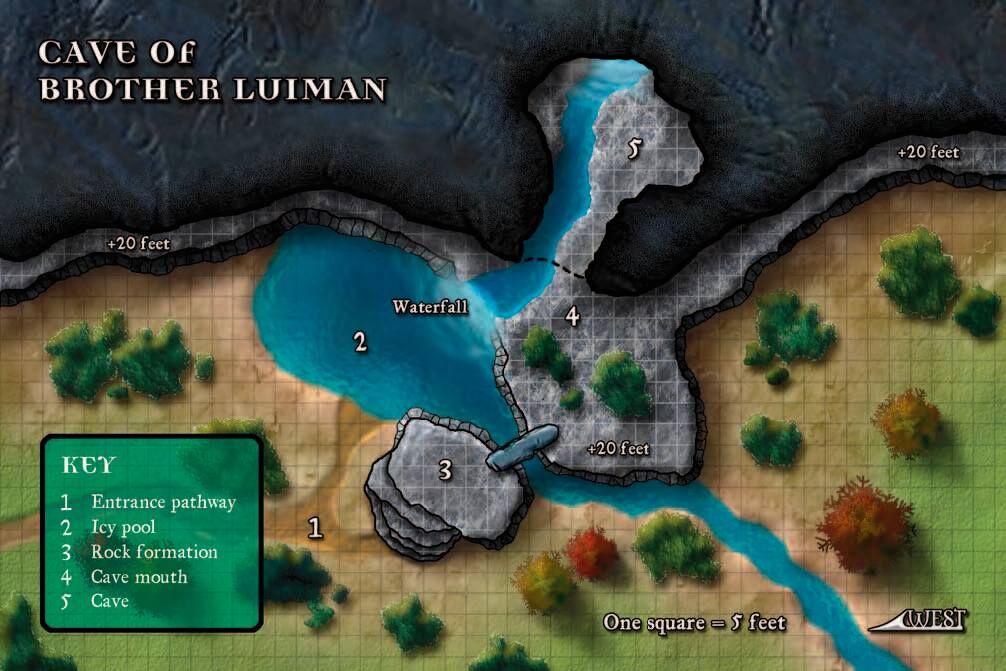 CAVE OF
BROTHER LUIMAN
+20 feet
5
+20 feet
Waterfall
4
2
+20 feet
3
1
KEY
1 Entrance pathway
2 Icy pool
3 Rock formation
4 Cave mouth
5 Cave
One square = 5 feet
WEST